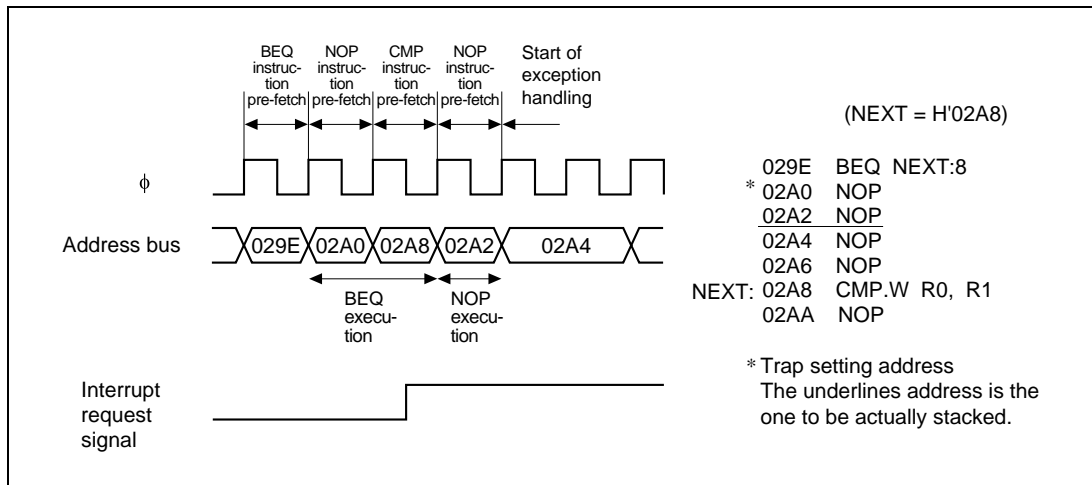 BEQ instruc- tion pre-fetch
NOP instruc- tion pre-fetch
CMP instruc- tion pre-fetch
NOP instruc- tion pre-fetch
Start of exception handling
φ
Address bus
029E 02A0 02A8 02A2 02A4
BEQ execu- tion
NOP execu- tion
Interrupt request signal
(NEXT = H'02A8)
029E BEQ NEXT:8
* 02A0 NOP
02A2 NOP
02A4 NOP
02A6 NOP
NEXT: 02A8 CMP.W R0, R1
02AA NOP
* Trap setting address
The underlines address is the
one to be actually stacked.